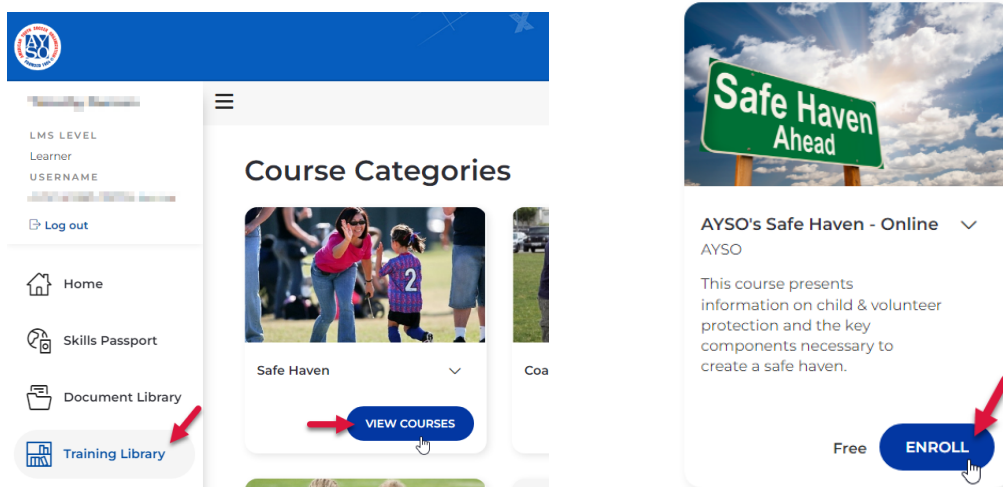 AYSO
LMS LEVEL
Learner
USERNAME
Log out
Home
Skills Passport
Document Library
Training Library
Course Categories
2
Safe Haven
Coa
VIEW COURSES
Safe Haven
Ahead
AYSO's Safe Haven - Online
AYSO
This course presents
information on child & volunteer
protection and the key
components necessary to
create a safe haven.
Free
ENROLL